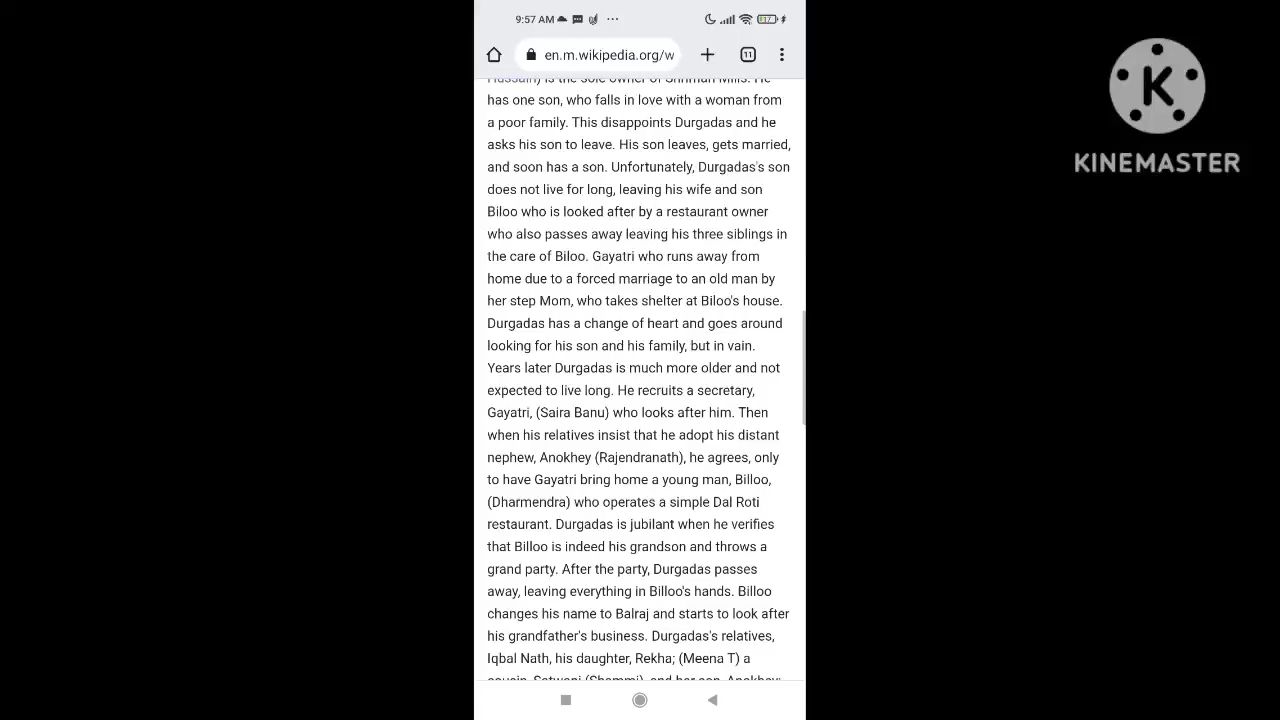 9:57 AM
17
en.m.wikipedia.org/w
11
Hussain) is the sole owner of Shriman Mills. He
has one son, who falls in love with a woman from
a poor family. This disappoints Durgadas and he
asks his son to leave. His son leaves, gets married,
and soon has a son. Unfortunately, Durgadas's son
does not live for long, leaving his wife and son
Biloo who is looked after by a restaurant owner
who also passes away leaving his three siblings in
the care of Biloo. Gayatri who runs away from
home due to a forced marriage to an old man by
her step Mom, who takes shelter at Biloo's house.
Durgadas has a change of heart and goes around
looking for his son and his family, but in vain.
Years later Durgadas is much more older and not
expected to live long. He recruits a secretary,
Gayatri, (Saira Banu) who looks after him. Then
when his relatives insist that he adopt his distant
nephew, Anokhey (Rajendranath), he agrees, only
to have Gayatri bring home a young man, Billoo,
(Dharmendra) who operates a simple Dal Roti
restaurant. Durgadas is jubilant when he verifies
that Billoo is indeed his grandson and throws a
grand party. After the party, Durgadas passes
away, leaving everything in Billoo's hands. Billoo
changes his name to Balraj and starts to look after
his grandfather's business. Durgadas's relatives,
Iqbal Nath, his daughter, Rekha; (Meena T) a
cousin, Satwani (Shammi), and her son, Anokhey;
K
KINEMASTER